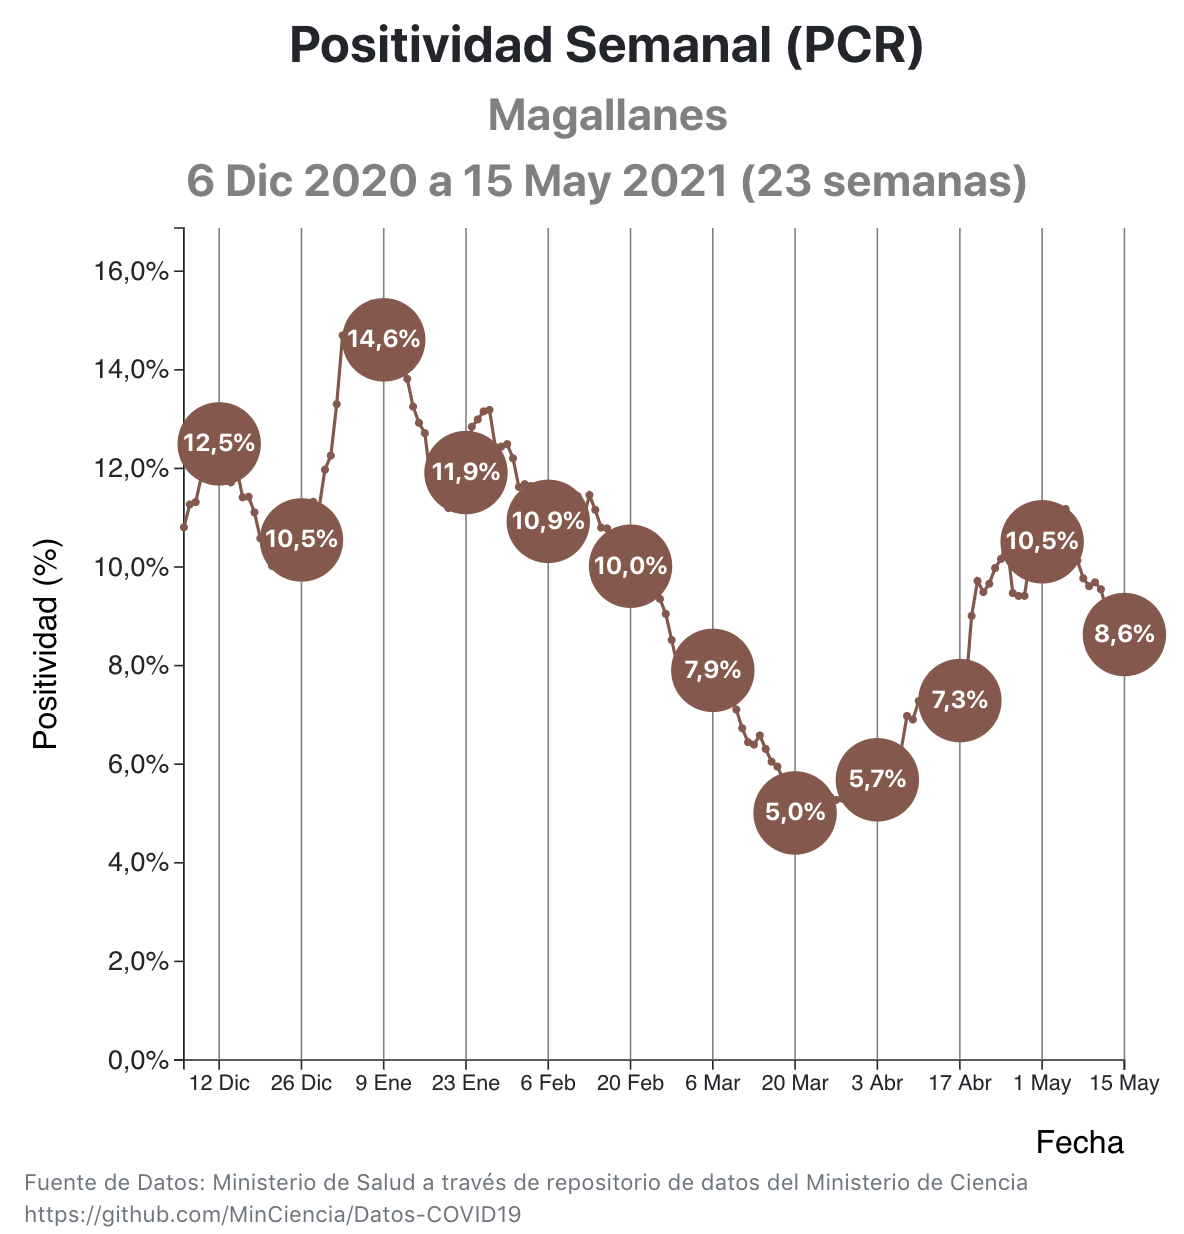 Positividad Semanal (PCR)
Magallanes
6 Dic 2020 a 15 May 2021 (23 semanas)
16,0%
14,0%
12,0%
10,0%
8,0%
6,0%
4,0%
2,0%
0,0%
Positividad (%)
12,5%
10,5%
14,6%
11,9%
10,9%
10,0%
7,9%
5,0%
5,7%
7,3%
10,5%
8,6%
12 Dic 26 Dic 9 Ene 23 Ene 6 Feb 20 Feb 6 Mar 20 Mar 3 Abr 17 Abr 1 May 15 May
Fecha
Fuente de Datos: Ministerio de Salud a través de repositorio de datos del Ministerio de Ciencia
https://github.com/MinCiencia/Datos-COVID19